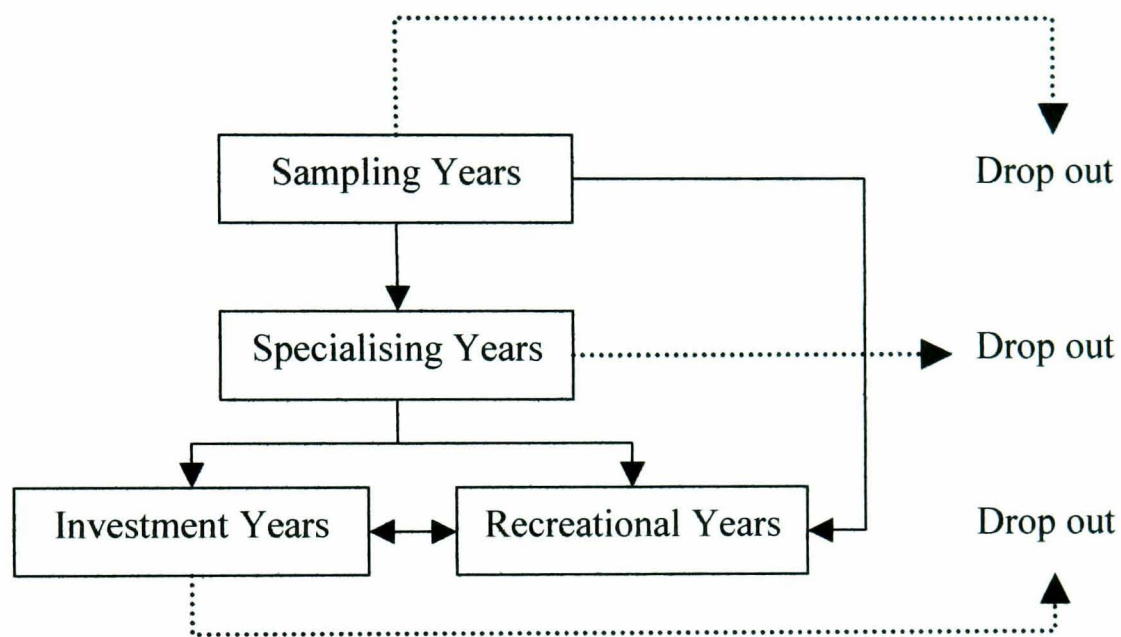 Sampling Years
Drop out
Specialising Years
Drop out
Investment Years
Recreational Years
Drop out